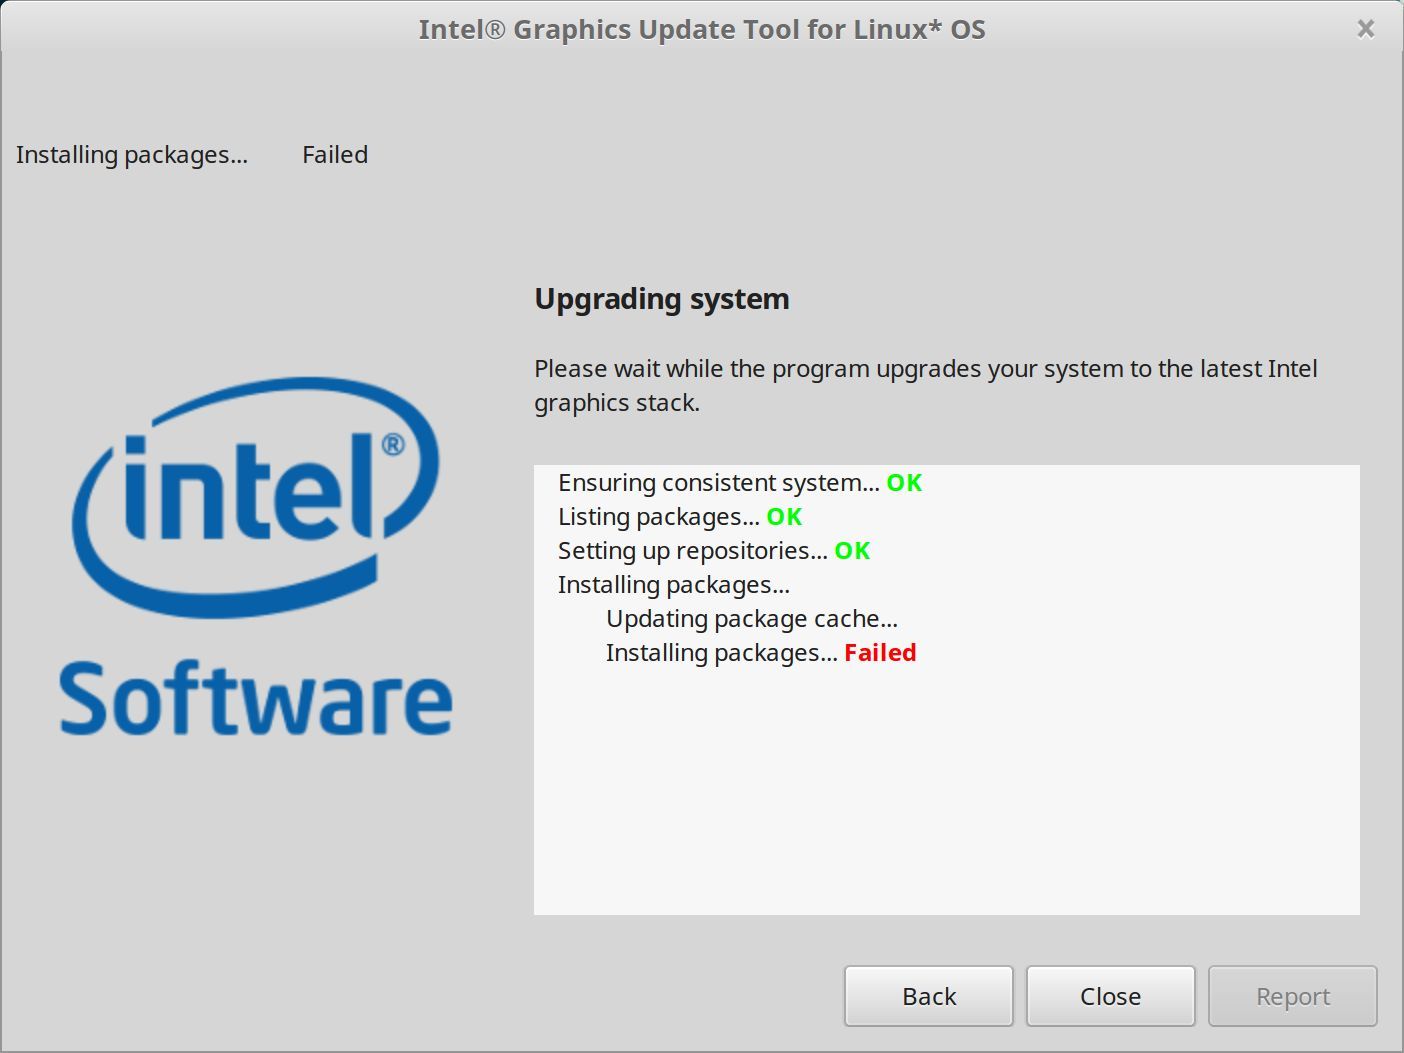 Intel® Graphics Update Tool for Linux* OS
Installing packages... Failed
Upgrading system
Please wait while the program upgrades your system to the latest Intel
graphics stack.
intel®
Software
Ensuring consistent system... OK
Listing packages... OK
Setting up repositories... OK
Installing packages...
Updating package cache...
Installing packages... Failed
Back Close Report